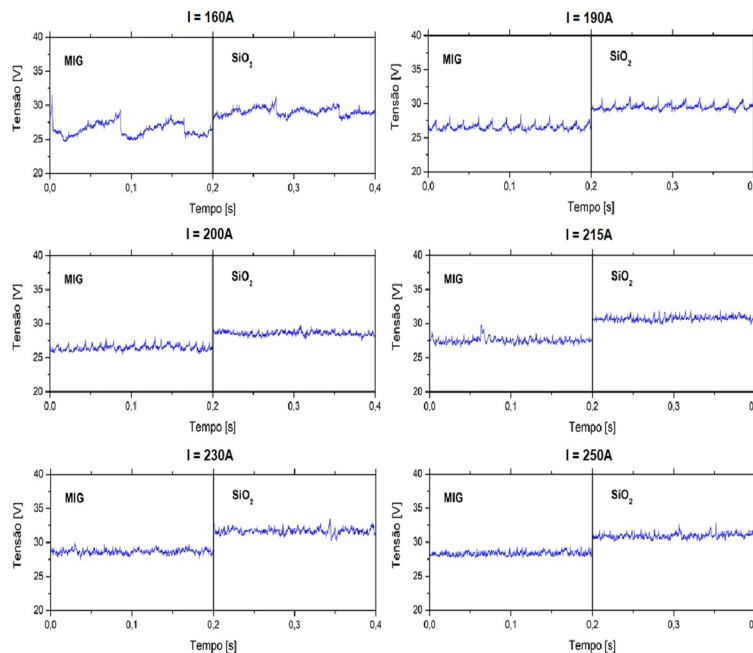 I = 160A
I = 190A
40
35
30
25
20
Tensão [V]
MIG
SiO₂
0,0
0,1
0,2
0,3
0,4
Tempo [s]
40
35
30
25
20
Tensão [V]
MIG
SiO₂
0,0
0,1
0,2
0,3
Tempo [s]
I = 200A
I = 215A
40
35
30
25
20
Tensão [V]
MIG
SiO₂
0,0
0,1
0,2
0,3
0,4
Tempo [s]
40
35
30
25
20
Tensão [V]
MIG
SiO₂
0,0
0,1
0,2
0,3
Tempo [s]
I = 230A
I = 250A
40
35
30
25
20
Tensão [V]
MIG
SiO₂
0,0
0,1
0,2
0,3
0,4
Tempo [s]
40
35
30
25
20
Tensão [V]
MIG
SiO₂
0,0
0,1
0,2
0,3
Tempo [s]